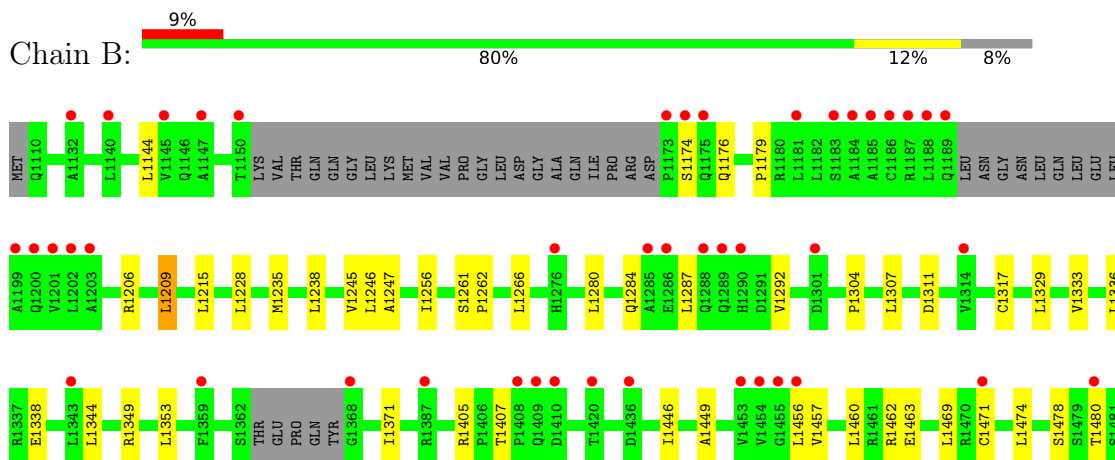 9%
Chain B:
80% 12% 8%
MET Q1110 A1132 L1140 L1144 V1145 Q1146 A1147 T1150 LYS VAL THR GLN GLN GLY LEU LYS MET VAL VAL PRO GLY LEU ASP GLY ALA GLN ILE PRO ARG ASP P1173 S1174 Q1175 Q1176 P1179 R1180 L1181 L1182 S1183 A1184 A1185 C1186 R1187 L1188 Q1189 LEU ASN GLY ASN LEU GLN LEU GLU LEU
A1199 Q1200 V1201 L1202 A1203 R1206 L1209 L1215 L1228 M1235 L1238 V1245 L1246 A1247 I1256 S1261 P1262 L1266 H1276 L1280 Q1284 A1285 E1286 L1287 Q1288 Q1289 H1290 D1291 V1292 D1301 P1304 L1307 D1311 V1314 C1317 L1329 V1333 L1336
R1337 E1338 L1343 L1344 R1349 L1353 F1359 S1362 THR GLU PRO GLN TYR G1368 I1371 R1387 R1405 P1406 T1407 P1408 Q1409 D1410 T1420 D1436 I1446 A1449 V1453 V1454 G1455 L1456 V1457 L1460 R1461 R1462 E1463 L1469 R1470 C1471 L1474 S1478 S1479 T1480 S1481